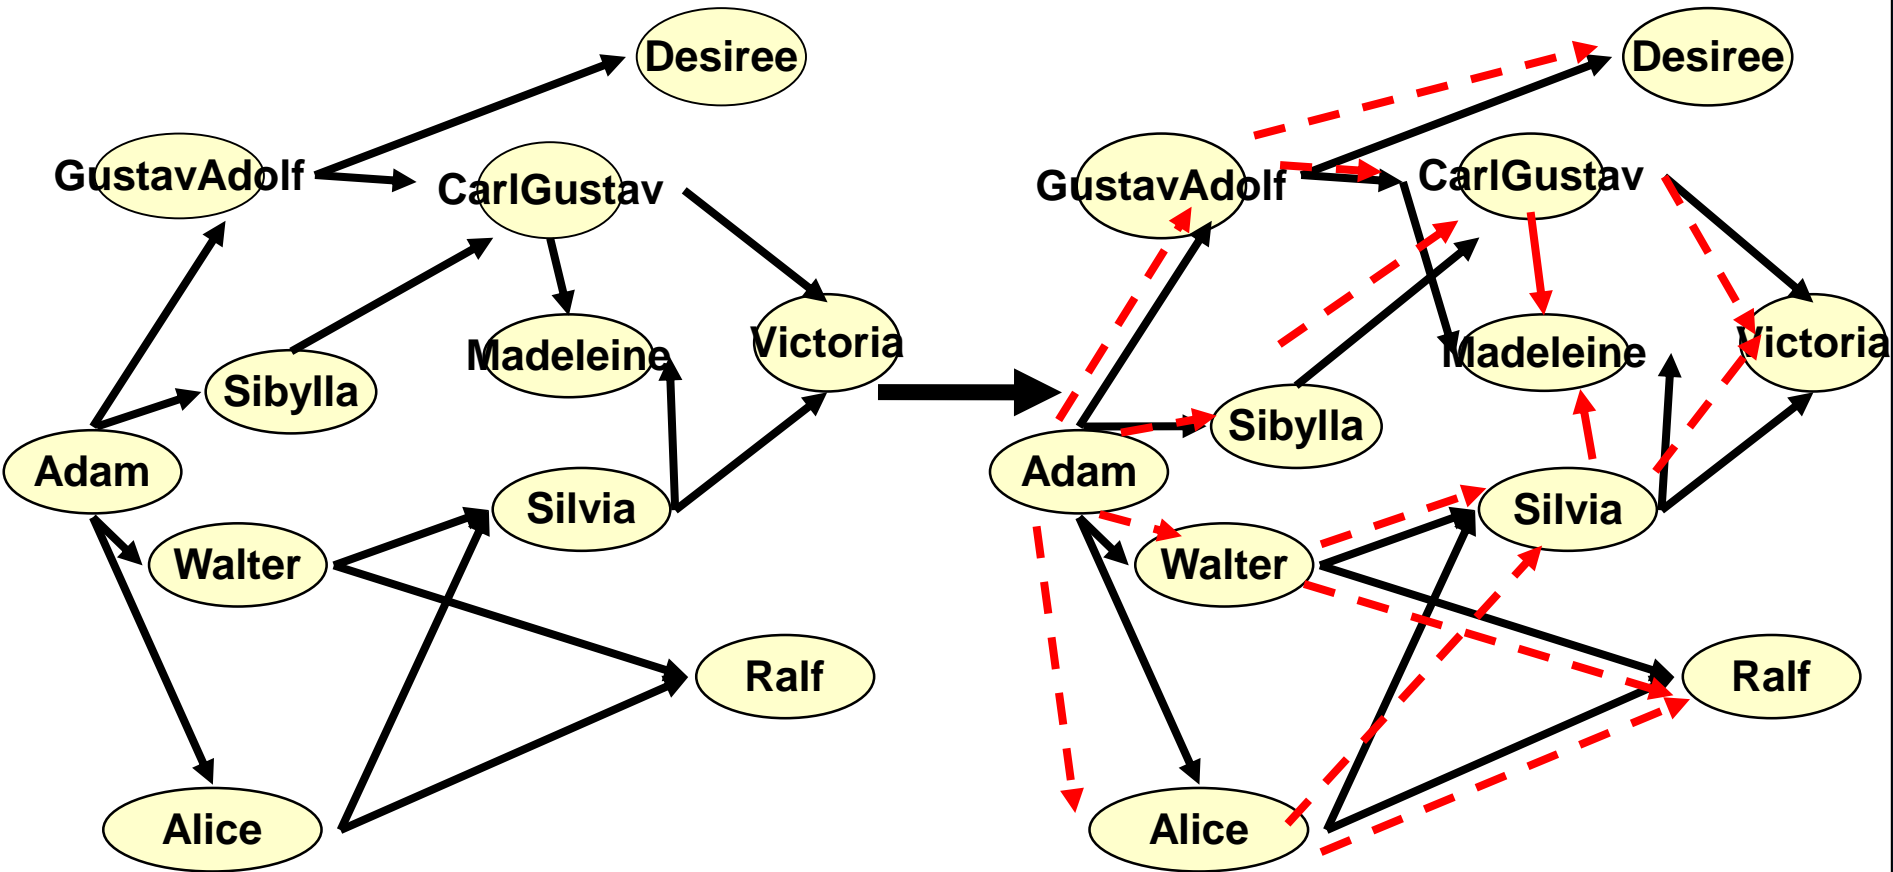 Desiree
GustavAdolf
CarlGustav
Victoria
Madeleine
Sibylla
Adam
Silvia
Walter
Ralf
Alice
Desiree
GustavAdolf
CarlGustav
Victoria
Madeleine
Sibylla
Adam
Silvia
Walter
Ralf
Alice